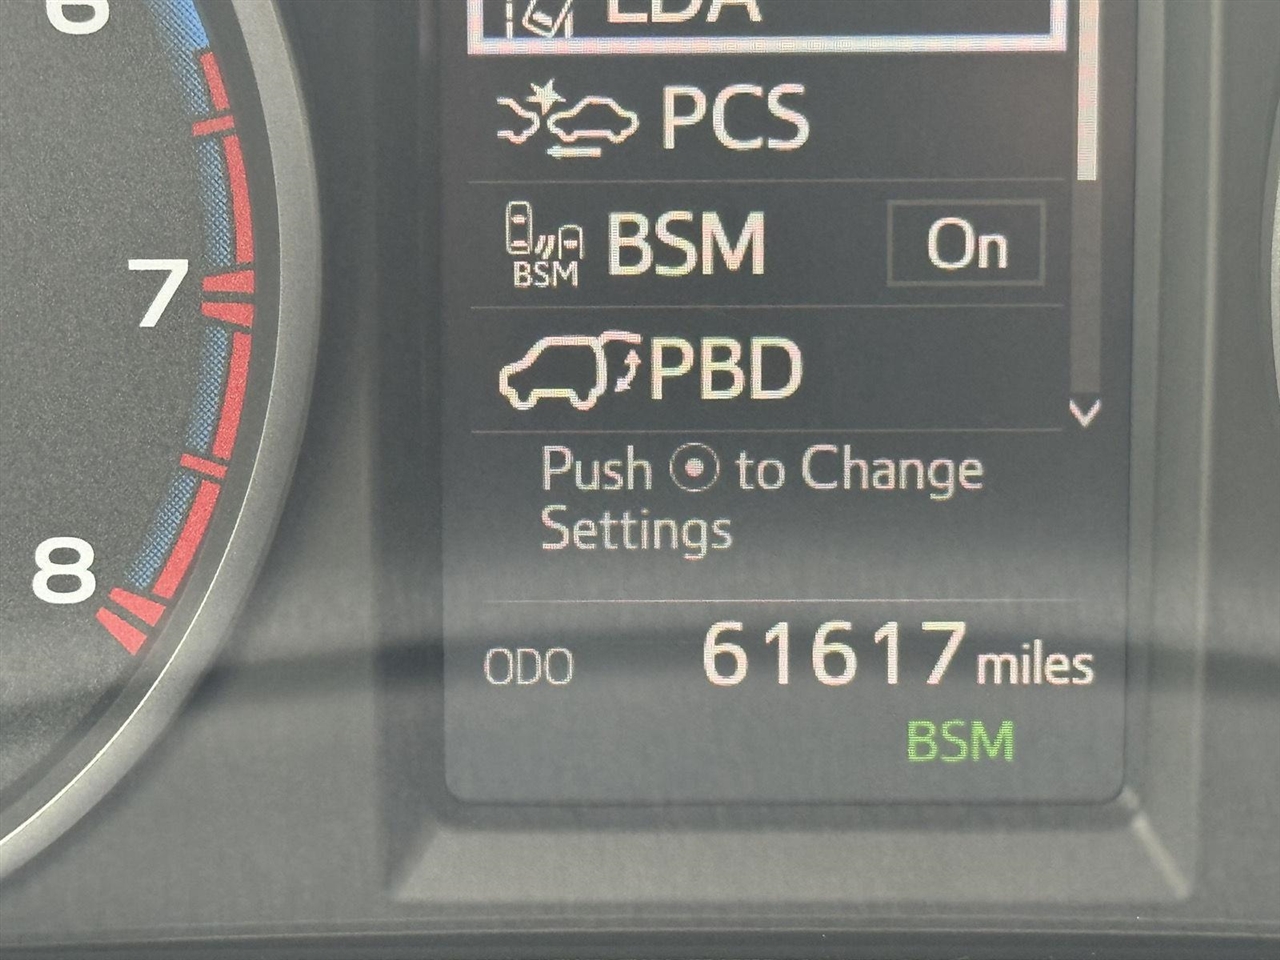 6
LDA
PCS
BSM
BSM On
7
PBD
Push to Change
Settings
8
ODO 61617 miles
BSM